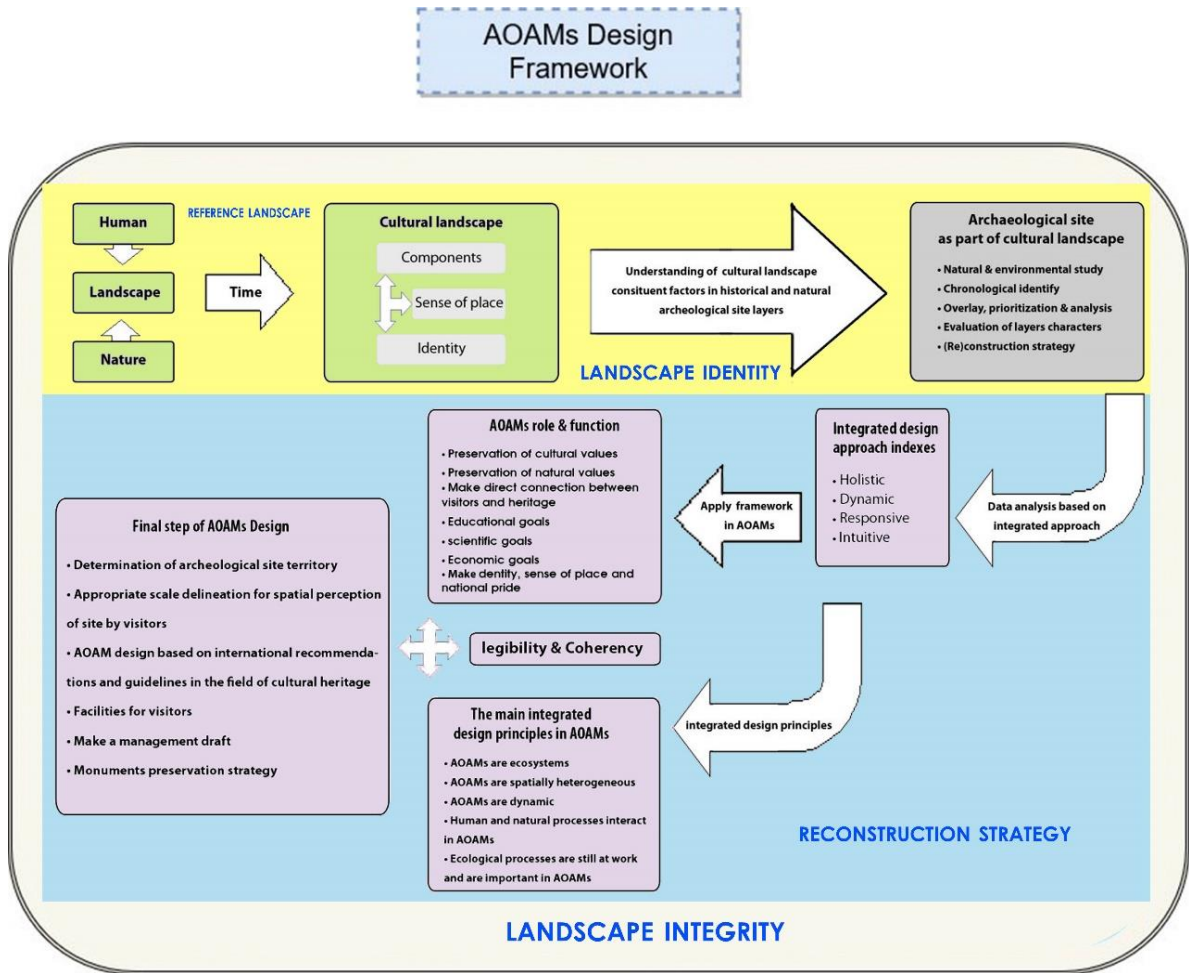 AOAMs Design
Framework
Human
Landscape
Nature
REFERENCE LANDSCAPE
Time
Cultural landscape
Components
Sense of place
Identity
Understanding of cultural landscape
consituent factors in historical and natural
archeological site layers
LANDSCAPE IDENTITY
Archaeological site
as part of cultural landscape
• Natural & environmental study
• Chronological identify
• Overlay, prioritization & analysis
• Evaluation of layers characters
• (Re)construction strategy
Data analysis based on
integrated approach
Integrated design
approach indexes
• Holistic
• Dynamic
• Responsive
• Intuitive
Apply framework
in AOAMs
AOAMs role & function
• Preservation of cultural values
• Preservation of natural values
• Make direct connection between
visitors and heritage
• Educational goals
• scientific goals
• Economic goals
• Make dentity, sense of place and
national pride
legibility & Coherency
integrated design principles
The main integrated
design principles in AOAMs
• AOAMs are ecosystems
• AOAMs are spatially heterogeneous
• AOAMs are dynamic
• Human and natural processes interact
in AOAMs
• Ecological processes are still at work
and are important in AOAMs
Final step of AOAMs Design
• Determination of archeological site territory
• Appropriate scale delineation for spatial perception
of site by visitors
• AOAM design based on international recommenda-
tions and guidelines in the field of cultural heritage
• Facilities for visitors
• Make a management draft
• Monuments preservation strategy
RECONSTRUCTION STRATEGY
LANDSCAPE INTEGRITY